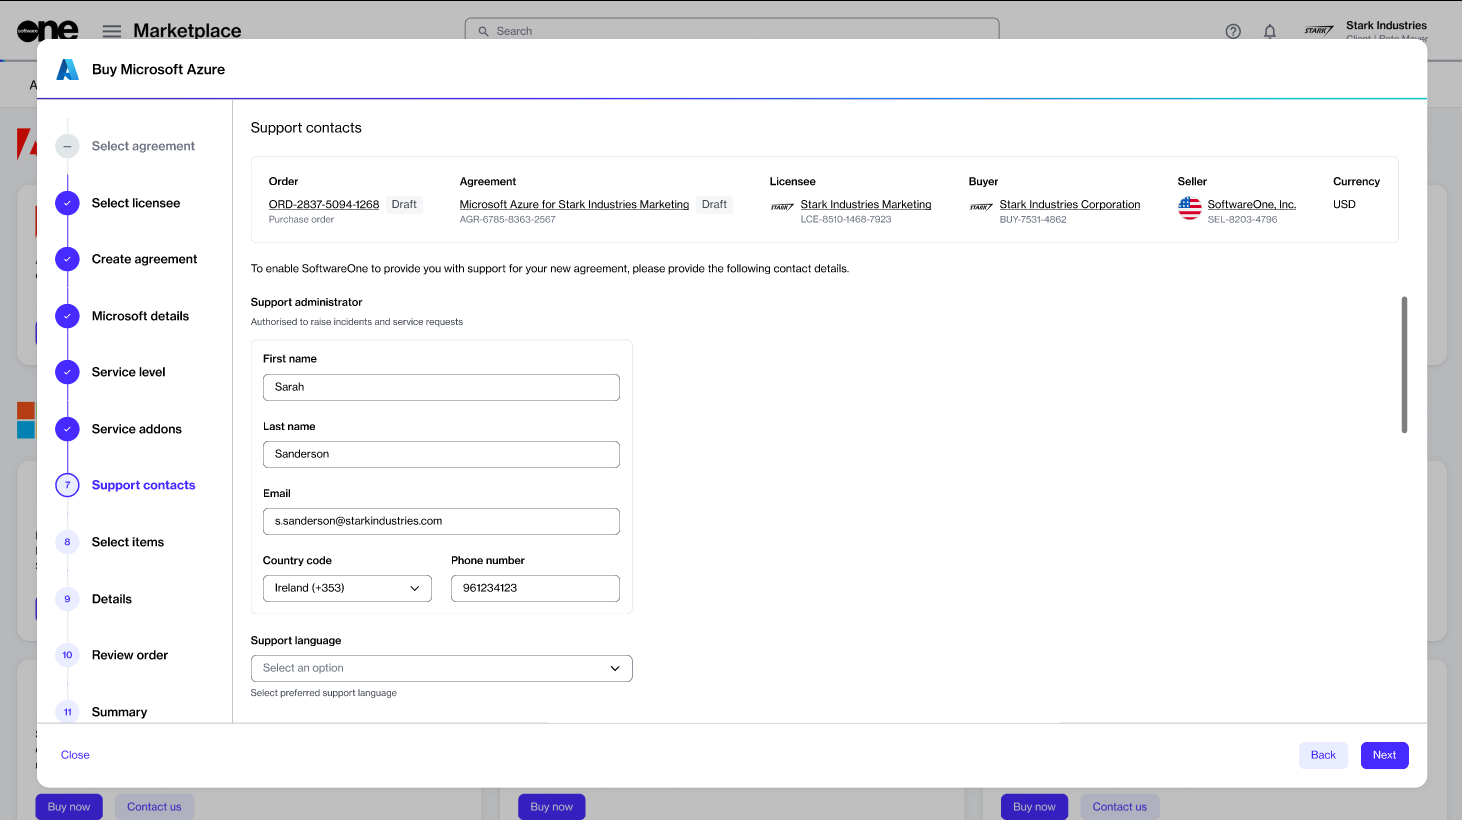 software
one
Marketplace
Search
Stark Industries
STARK
Buy Microsoft Azure
Select agreement
Select licensee
Create agreement
Microsoft details
Service level
Service addons
7 Support contacts
8 Select items
9 Details
10 Review order
11 Summary
Support contacts
Order Agreement Licensee Buyer Seller Currency
ORD-2837-5094-1268 Draft Microsoft Azure for Stark Industries Marketing Draft STARK Stark Industries Marketing STARK Stark Industries Corporation SoftwareOne, Inc. USD
Purchase order AGR-6785-8363-2567 LCE-8510-1468-7923 BUY-7531-4862 SEL-8203-4796
To enable SoftwareOne to provide you with support for your new agreement, please provide the following contact details.
Support administrator
Authorised to raise incidents and service requests
First name
Sarah
Last name
Sanderson
Email
s.sanderson@starkindustries.com
Country code Phone number
Ireland (+353) 961234123
Support language
Select an option
Select preferred support language
Close Back Next
Buy now Contact us Buy now Buy now Contact us